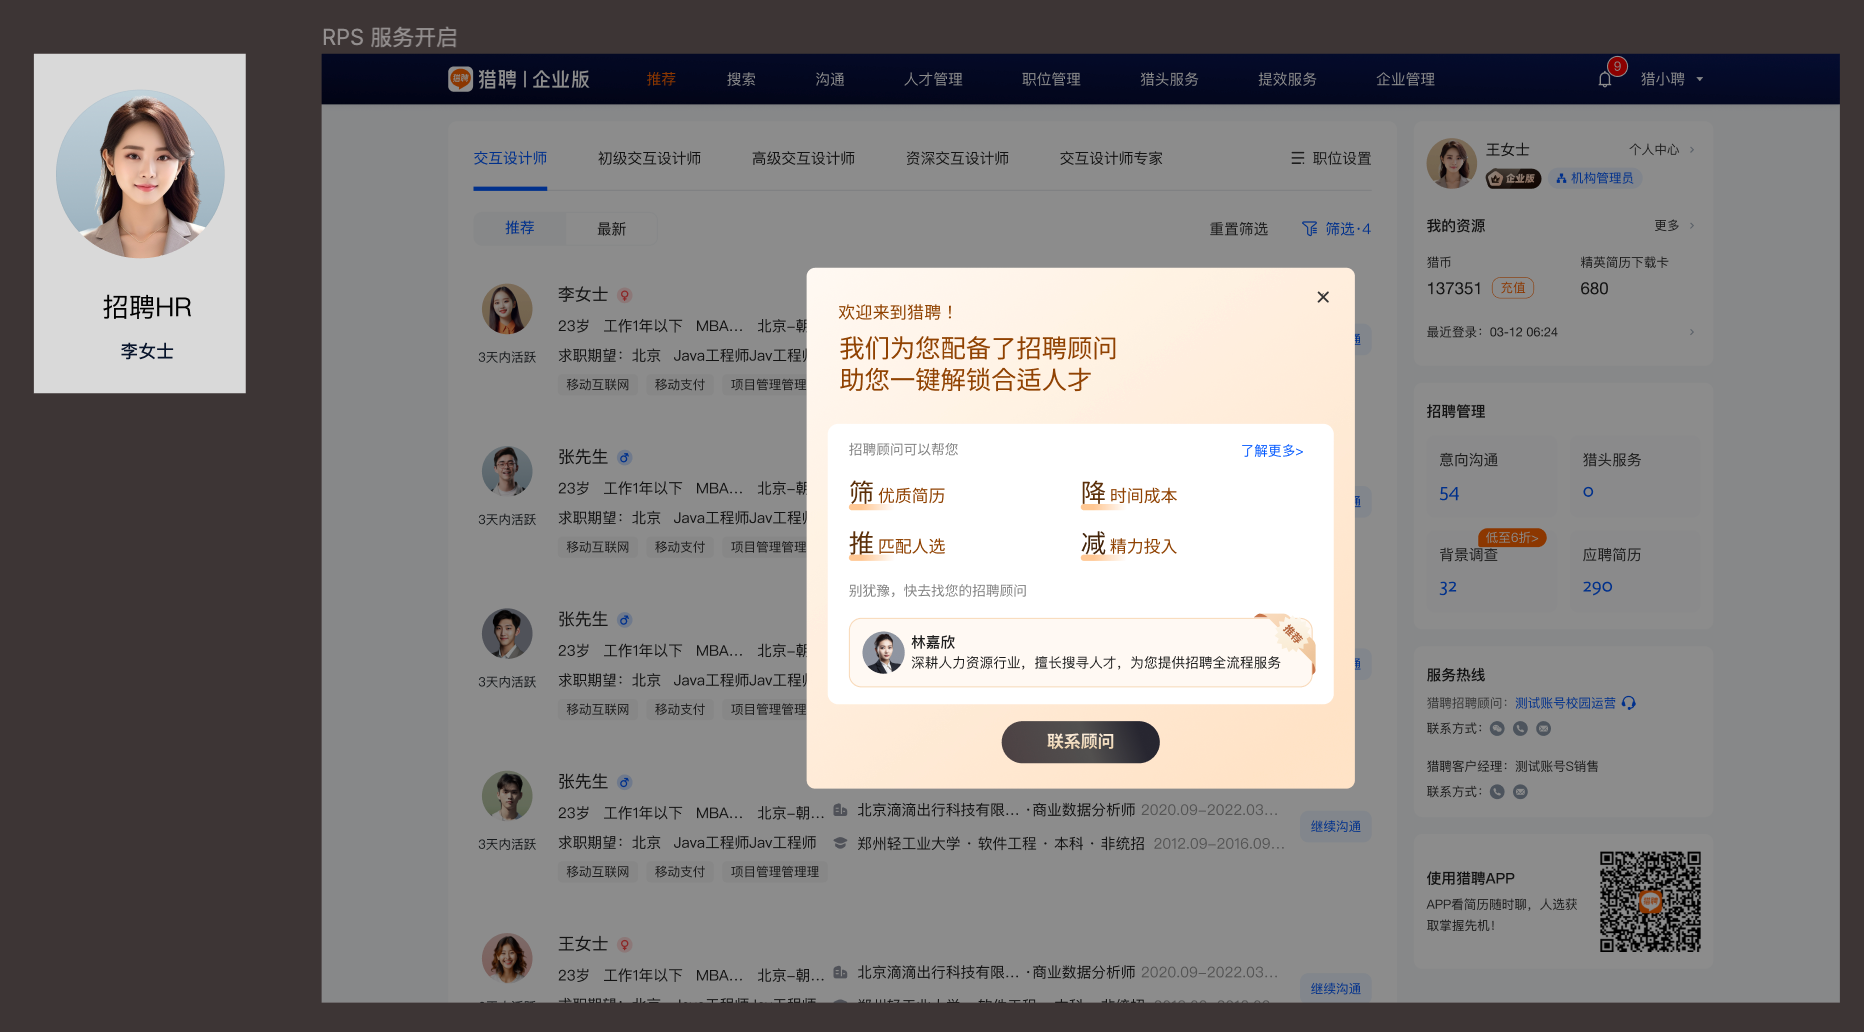 RPS 服务开启
招聘HR
李女士
猎聘 | 企业版
推荐
搜索
沟通
人才管理
职位管理
猎头服务
提效服务
企业管理
9
猎小聘
交互设计师
初级交互设计师
高级交互设计师
资深交互设计师
交互设计师专家
职位设置
推荐
最新
重置筛选
筛选·4
李女士
23岁 工作1年以下 MBA... 北京-朝
3天内活跃
求职期望：北京 Java工程师Jav工程
移动互联网 移动支付 项目管理管理
张先生
23岁 工作1年以下 MBA... 北京-朝
3天内活跃
求职期望：北京 Java工程师Jav工程
移动互联网 移动支付 项目管理管理
张先生
23岁 工作1年以下 MBA... 北京-朝
3天内活跃
求职期望：北京 Java工程师Jav工程
移动互联网 移动支付 项目管理管理
张先生
23岁 工作1年以下 MBA... 北京-朝...
北京滴滴出行科技有限... ·商业数据分析师 2020.09-2022.03...
继续沟通
3天内活跃
求职期望：北京 Java工程师Jav工程师
郑州轻工业大学 · 软件工程 · 本科 · 非统招 2012.09-2016.09...
移动互联网 移动支付 项目管理管理理
王女士
23岁 工作1年以下 MBA... 北京-朝...
北京滴滴出行科技有限... ·商业数据分析师 2020.09-2022.03...
继续沟通
欢迎来到猎聘！
我们为您配备了招聘顾问
助您一键解锁合适人才
招聘顾问可以帮您
了解更多>
筛 优质简历
降 时间成本
推 匹配人选
减 精力投入
别犹豫，快去找您的招聘顾问
推荐
林嘉欣
深耕人力资源行业，擅长搜寻人才，为您提供招聘全流程服务
联系顾问
王女士
个人中心
企业版
机构管理员
我的资源
更多
猎币
精英简历下载卡
137351 充值
680
最近登录：03-12 06:24
招聘管理
意向沟通
猎头服务
54
0
低至6折>
背景调查
应聘简历
32
290
服务热线
猎聘招聘顾问：测试账号校园运营
联系方式：
猎聘客户经理：测试账号S销售
联系方式：
使用猎聘APP
APP看简历随时聊，人选获
取掌握先机！
猎聘